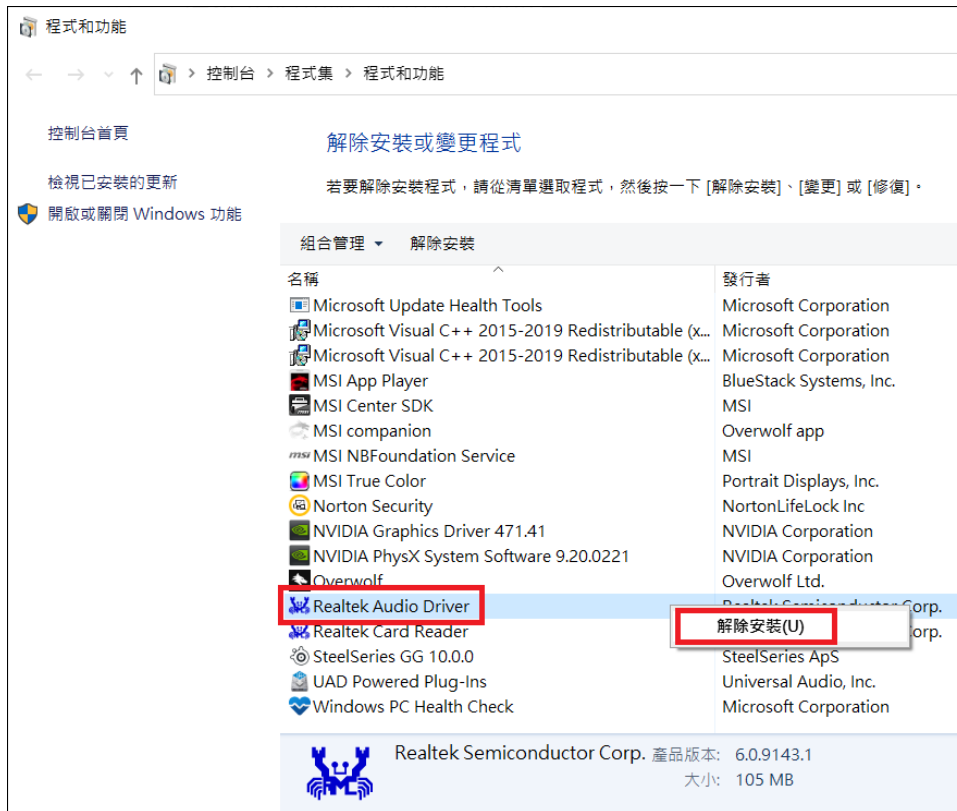 程式和功能
控制台 > 程式集 > 程式和功能
控制台首頁
檢視已安裝的更新
開啟或關閉 Windows 功能
解除安裝或變更程式
若要解除安裝程式，請從清單選取程式，然後按一下 [解除安裝]、[變更] 或 [修復]。
組合管理 解除安裝
名稱 發行者
Microsoft Update Health Tools Microsoft Corporation
Microsoft Visual C++ 2015-2019 Redistributable (x... Microsoft Corporation
Microsoft Visual C++ 2015-2019 Redistributable (x... Microsoft Corporation
MSI App Player BlueStack Systems, Inc.
MSI Center SDK MSI
MSI companion Overwolf app
msi MSI NBFoundation Service MSI
MSI True Color Portrait Displays, Inc.
Norton Security NortonLifeLock Inc
NVIDIA Graphics Driver 471.41 NVIDIA Corporation
NVIDIA PhysX System Software 9.20.0221 NVIDIA Corporation
Overwolf Overwolf Ltd.
Realtek Audio Driver Realtek Semiconductor Corp.
解除安裝(U)
Realtek Card Reader Corp.
SteelSeries GG 10.0.0 SteelSeries ApS
UAD Powered Plug-Ins Universal Audio, Inc.
Windows PC Health Check Microsoft Corporation
Realtek Semiconductor Corp. 產品版本: 6.0.9143.1
大小: 105 MB